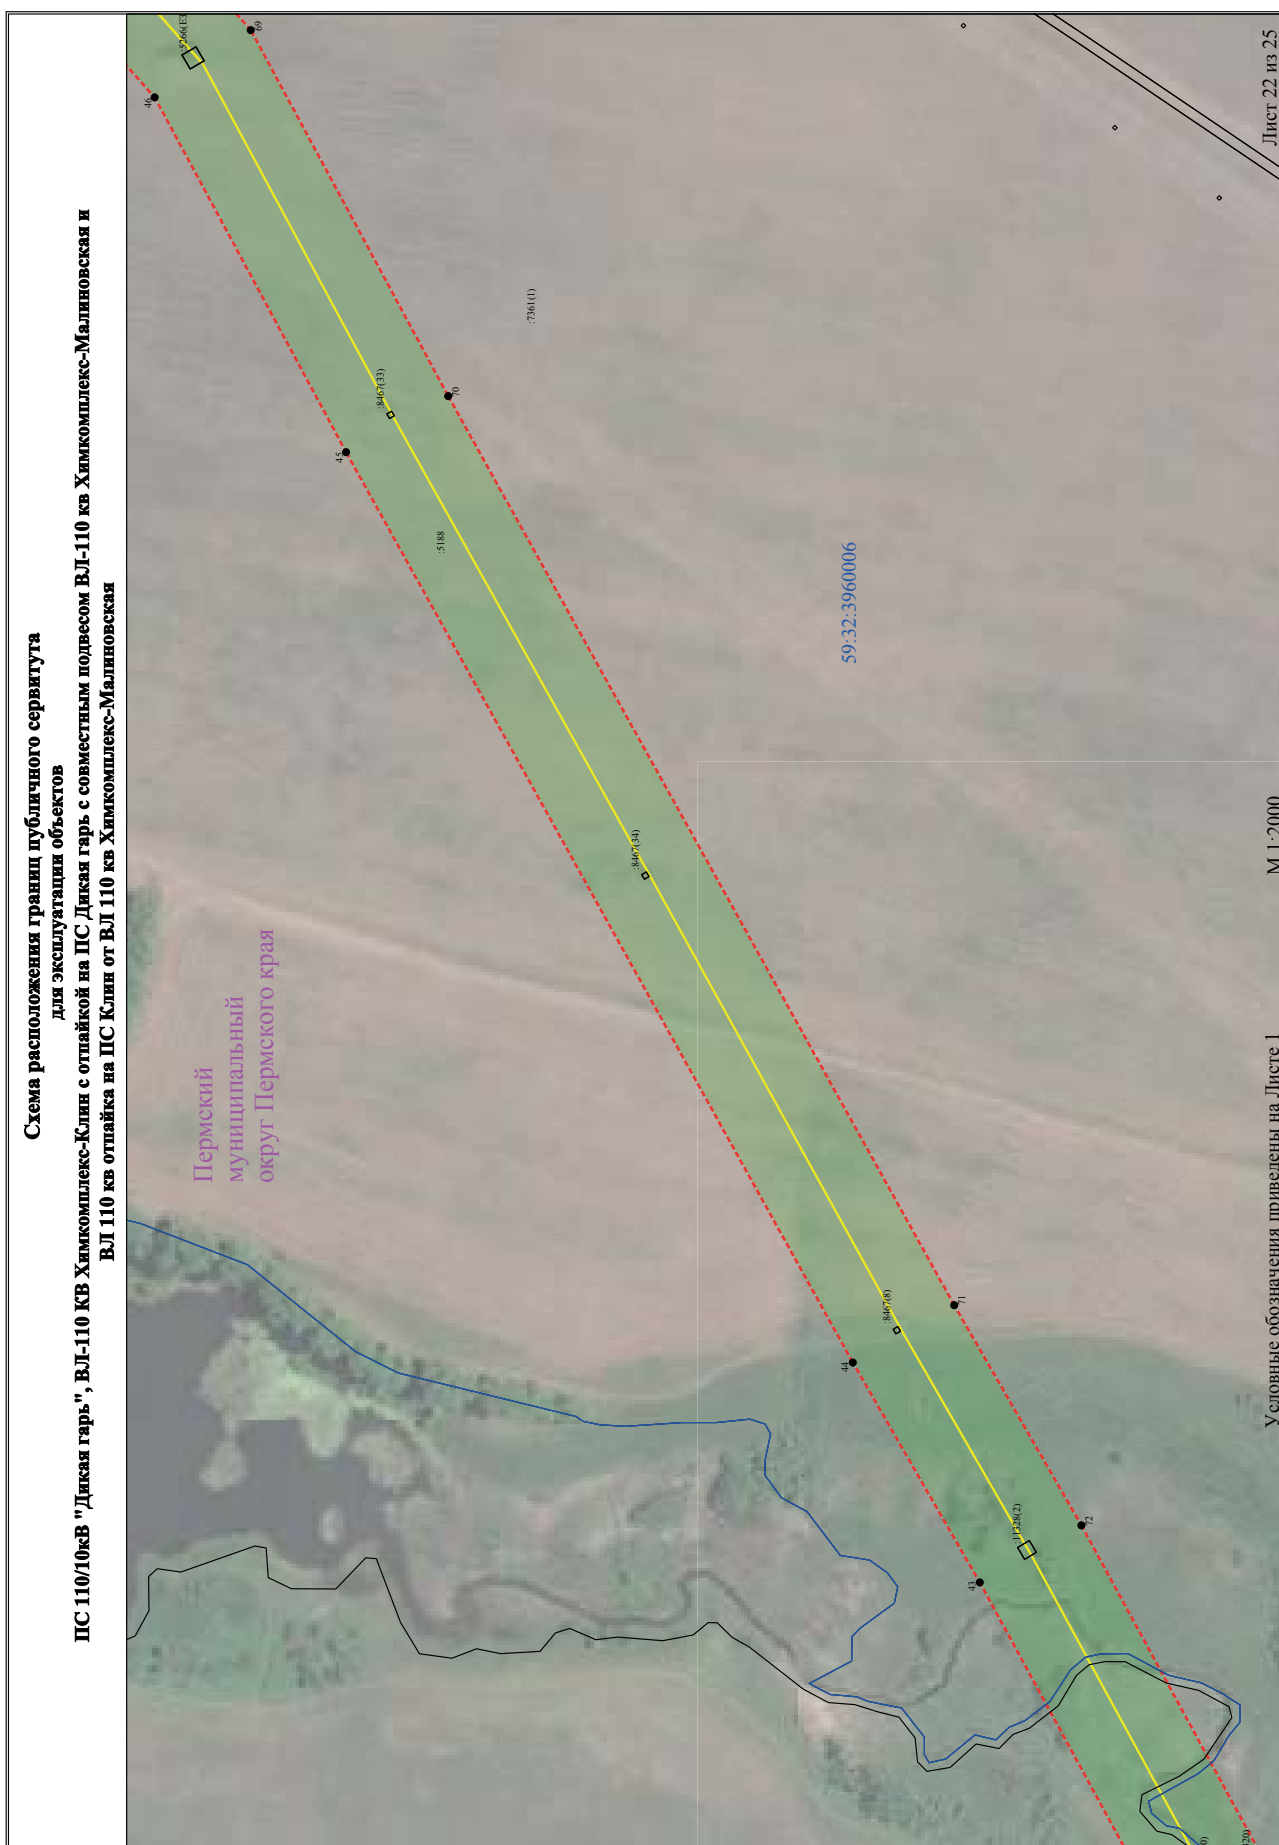 Схема расположения границ публичного сервитута
для эксплуатации объектов
ПС 110/10кВ "Дикая гарь", ВЛ-110 КВ Химкомплекс-Клин с отпайкой на ПС Дикая гарь с совместным подвесом ВЛ-110 кв Химкомплекс-Малиновская и
ВЛ 110 кв отпайка на ПС Клин от ВЛ 110 кв Химкомплекс-Малиновская
Пермский
муниципальный
округ Пермского края
:5266(ЕЗ
69
46
:7361(1)
:8467(33)
70
45
:5188
59:32:3960006
:8467(34)
:8467(8)
71
44
:11328(2)
72
43
20)
Условные обозначения приведены на Листе 1
М 1:2000
Лист 22 из 25